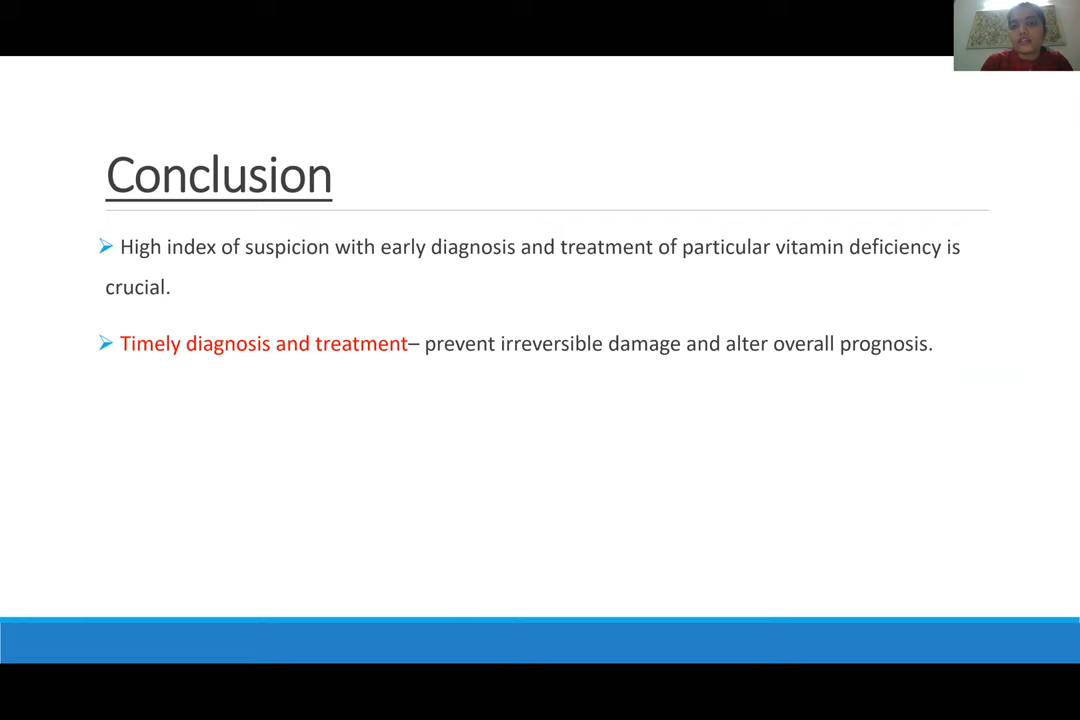 Conclusion
➢ High index of suspicion with early diagnosis and treatment of particular vitamin deficiency is
crucial.
➢ Timely diagnosis and treatment– prevent irreversible damage and alter overall prognosis.